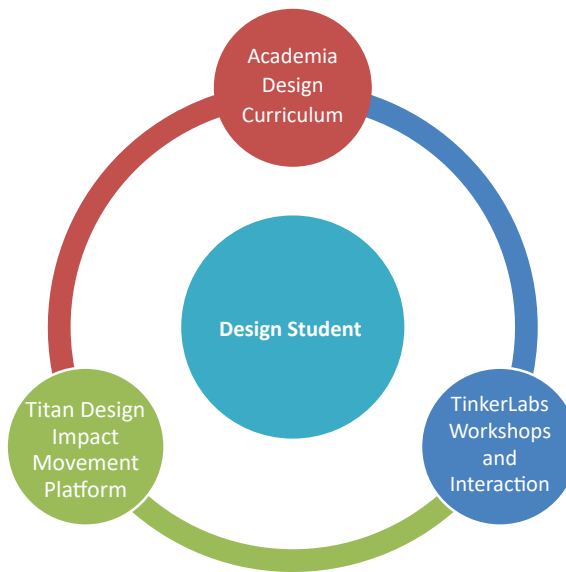 Academia
Design
Curriculum
Design Student
Titan Design
Impact
Movement
Platform
TinkerLabs
Workshops
and
Interaction